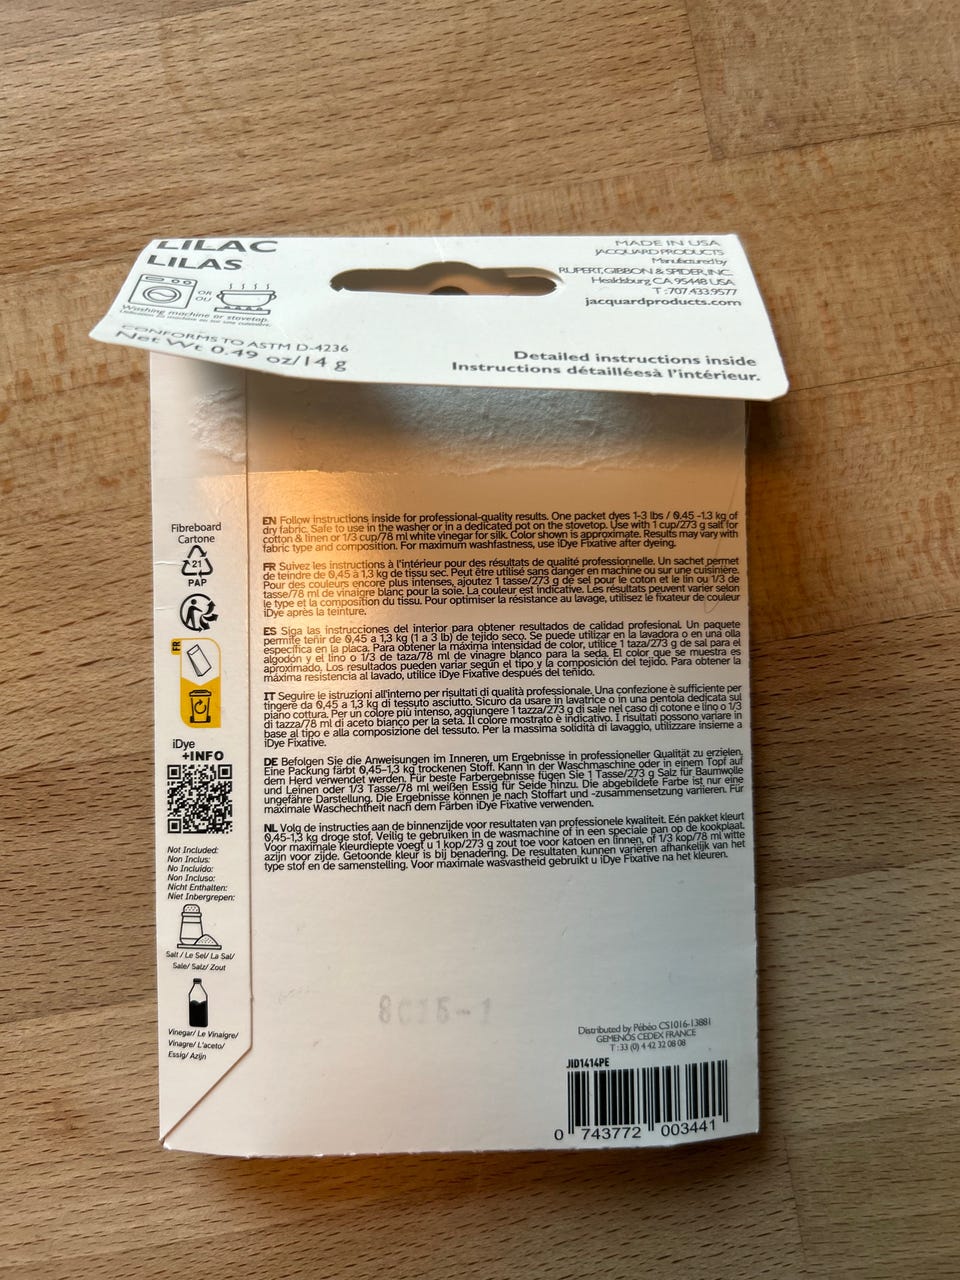 LILAC
LILAS
OR
OU
Washing machine or stovetop.
CONFORMS TO ASTM D-4236
Net Wt 0.49 oz/14 g
MADE IN USA
JACQUARD PRODUCTS
Manufactured by
RUPERT, GIBBON & SPIDER, INC.
Healdsburg CA 95448 USA
T : 707.433.9577
jacquardproducts.com
Detailed instructions inside
Instructions détailléesà l'intérieur.
Fibreboard
Cartone
21
PAP
FR
iDye
+INFO
Not Included:
Non Inclus:
No Incluido:
Non Incluso:
Nicht Enthalten:
Niet Inbergrepen:
Salt / Le Sel/ La Sal/
Sale/ Salz/ Zout
Vinegar/ Le Vinaigre/
Vinagre/ L'aceto/
Essig/ Azijn
EN Follow instructions inside for professional-quality results. One packet dyes 1-3 lbs / 0,45 -1,3 kg of
dry fabric. Safe to use in the washer or in a dedicated pot on the stovetop. Use with 1 cup/273 g salt for
cotton & linen or 1/3 cup/78 ml white vinegar for silk. Color shown is approximate. Results may vary with
fabric type and composition. For maximum washfastness, use iDye Fixative after dyeing.
FR Suivez les instructions à l'intérieur pour des résultats de qualité professionnelle. Un sachet permet
de teindre de 0,45 à 1,3 kg de tissu sec. Peut être utilisé sans danger en machine ou sur une cuisinière.
Pour des couleurs encore plus intenses, ajoutez 1 tasse/273 g de sel pour le coton et le lin ou 1/3 de
tasse/78 ml de vinaigre blanc pour la soie. La couleur est indicative. Les résultats peuvent varier selon
le type et la composition du tissu. Pour optimiser la résistance au lavage, utilisez le fixateur de couleur
iDye après la teinture.
ES Siga las instrucciones del interior para obtener resultados de calidad profesional. Un paquete
permite teñir de 0,45 a 1,3 kg (1 a 3 lb) de tejido seco. Se puede utilizar en la lavadora o en una olla
específica en la placa. Para obtener la máxima intensidad de color, utilice 1 taza/273 g de sal para el
algodón y el lino o 1/3 de taza/78 ml de vinagre blanco para la seda. El color que se muestra es
aproximado. Los resultados pueden variar según el tipo y la composición del tejido. Para obtener la
máxima resistencia al lavado, utilice iDye Fixative después del teñido.
IT Seguire le istruzioni all'interno per risultati di qualità professionale. Una confezione è sufficiente per
tingere da 0,45 a 1,3 kg di tessuto asciutto. Sicuro da usare in lavatrice o in una pentola dedicata sul
piano cottura. Per un colore più intenso, aggiungere 1 tazza/273 g di sale nel caso di cotone e lino o 1/3
di tazza/78 ml di aceto bianco per la seta. Il colore mostrato è indicativo. I risultati possono variare in
base al tipo e alla composizione del tessuto. Per la massima solidità di lavaggio, utilizzare insieme a
iDye Fixative.
DE Befolgen Sie die Anweisungen im Inneren, um Ergebnisse in professioneller Qualität zu erzielen.
Eine Packung färbt 0,45–1,3 kg trockenen Stoff. Kann in der Waschmaschine oder in einem Topf auf
dem Herd verwendet werden. Für beste Farbergebnisse fügen Sie 1 Tasse/273 g Salz für Baumwolle
und Leinen oder 1/3 Tasse/78 ml weißen Essig für Seide hinzu. Die abgebildete Farbe ist nur eine
ungefähre Darstellung. Die Ergebnisse können je nach Stoffart und -zusammensetzung variieren. Für
maximale Waschechtheit nach dem Färben iDye Fixative verwenden.
NL Volg de instructies aan de binnenzijde voor resultaten van professionele kwaliteit. Eén pakket kleurt
0,45-1,3 kg droge stof. Veilig te gebruiken in de wasmachine of in een speciale pan op de kookplaat.
Voor maximale kleurdiepte voegt u 1 kop/273 g zout toe voor katoen en linnen, of 1/3 kop/78 ml witte
azijn voor zijde. Getoonde kleur is bij benadering. De resultaten kunnen variëren afhankelijk van het
type stof en de samenstelling. Voor maximale wasvastheid gebruikt u iDye Fixative na het kleuren.
Distributed by Pébéo CS1016-13881
GEMENOS CEDEX FRANCE
T : 33 (0) 4 42 32 08 08
JID1414PE
0 743772 003441